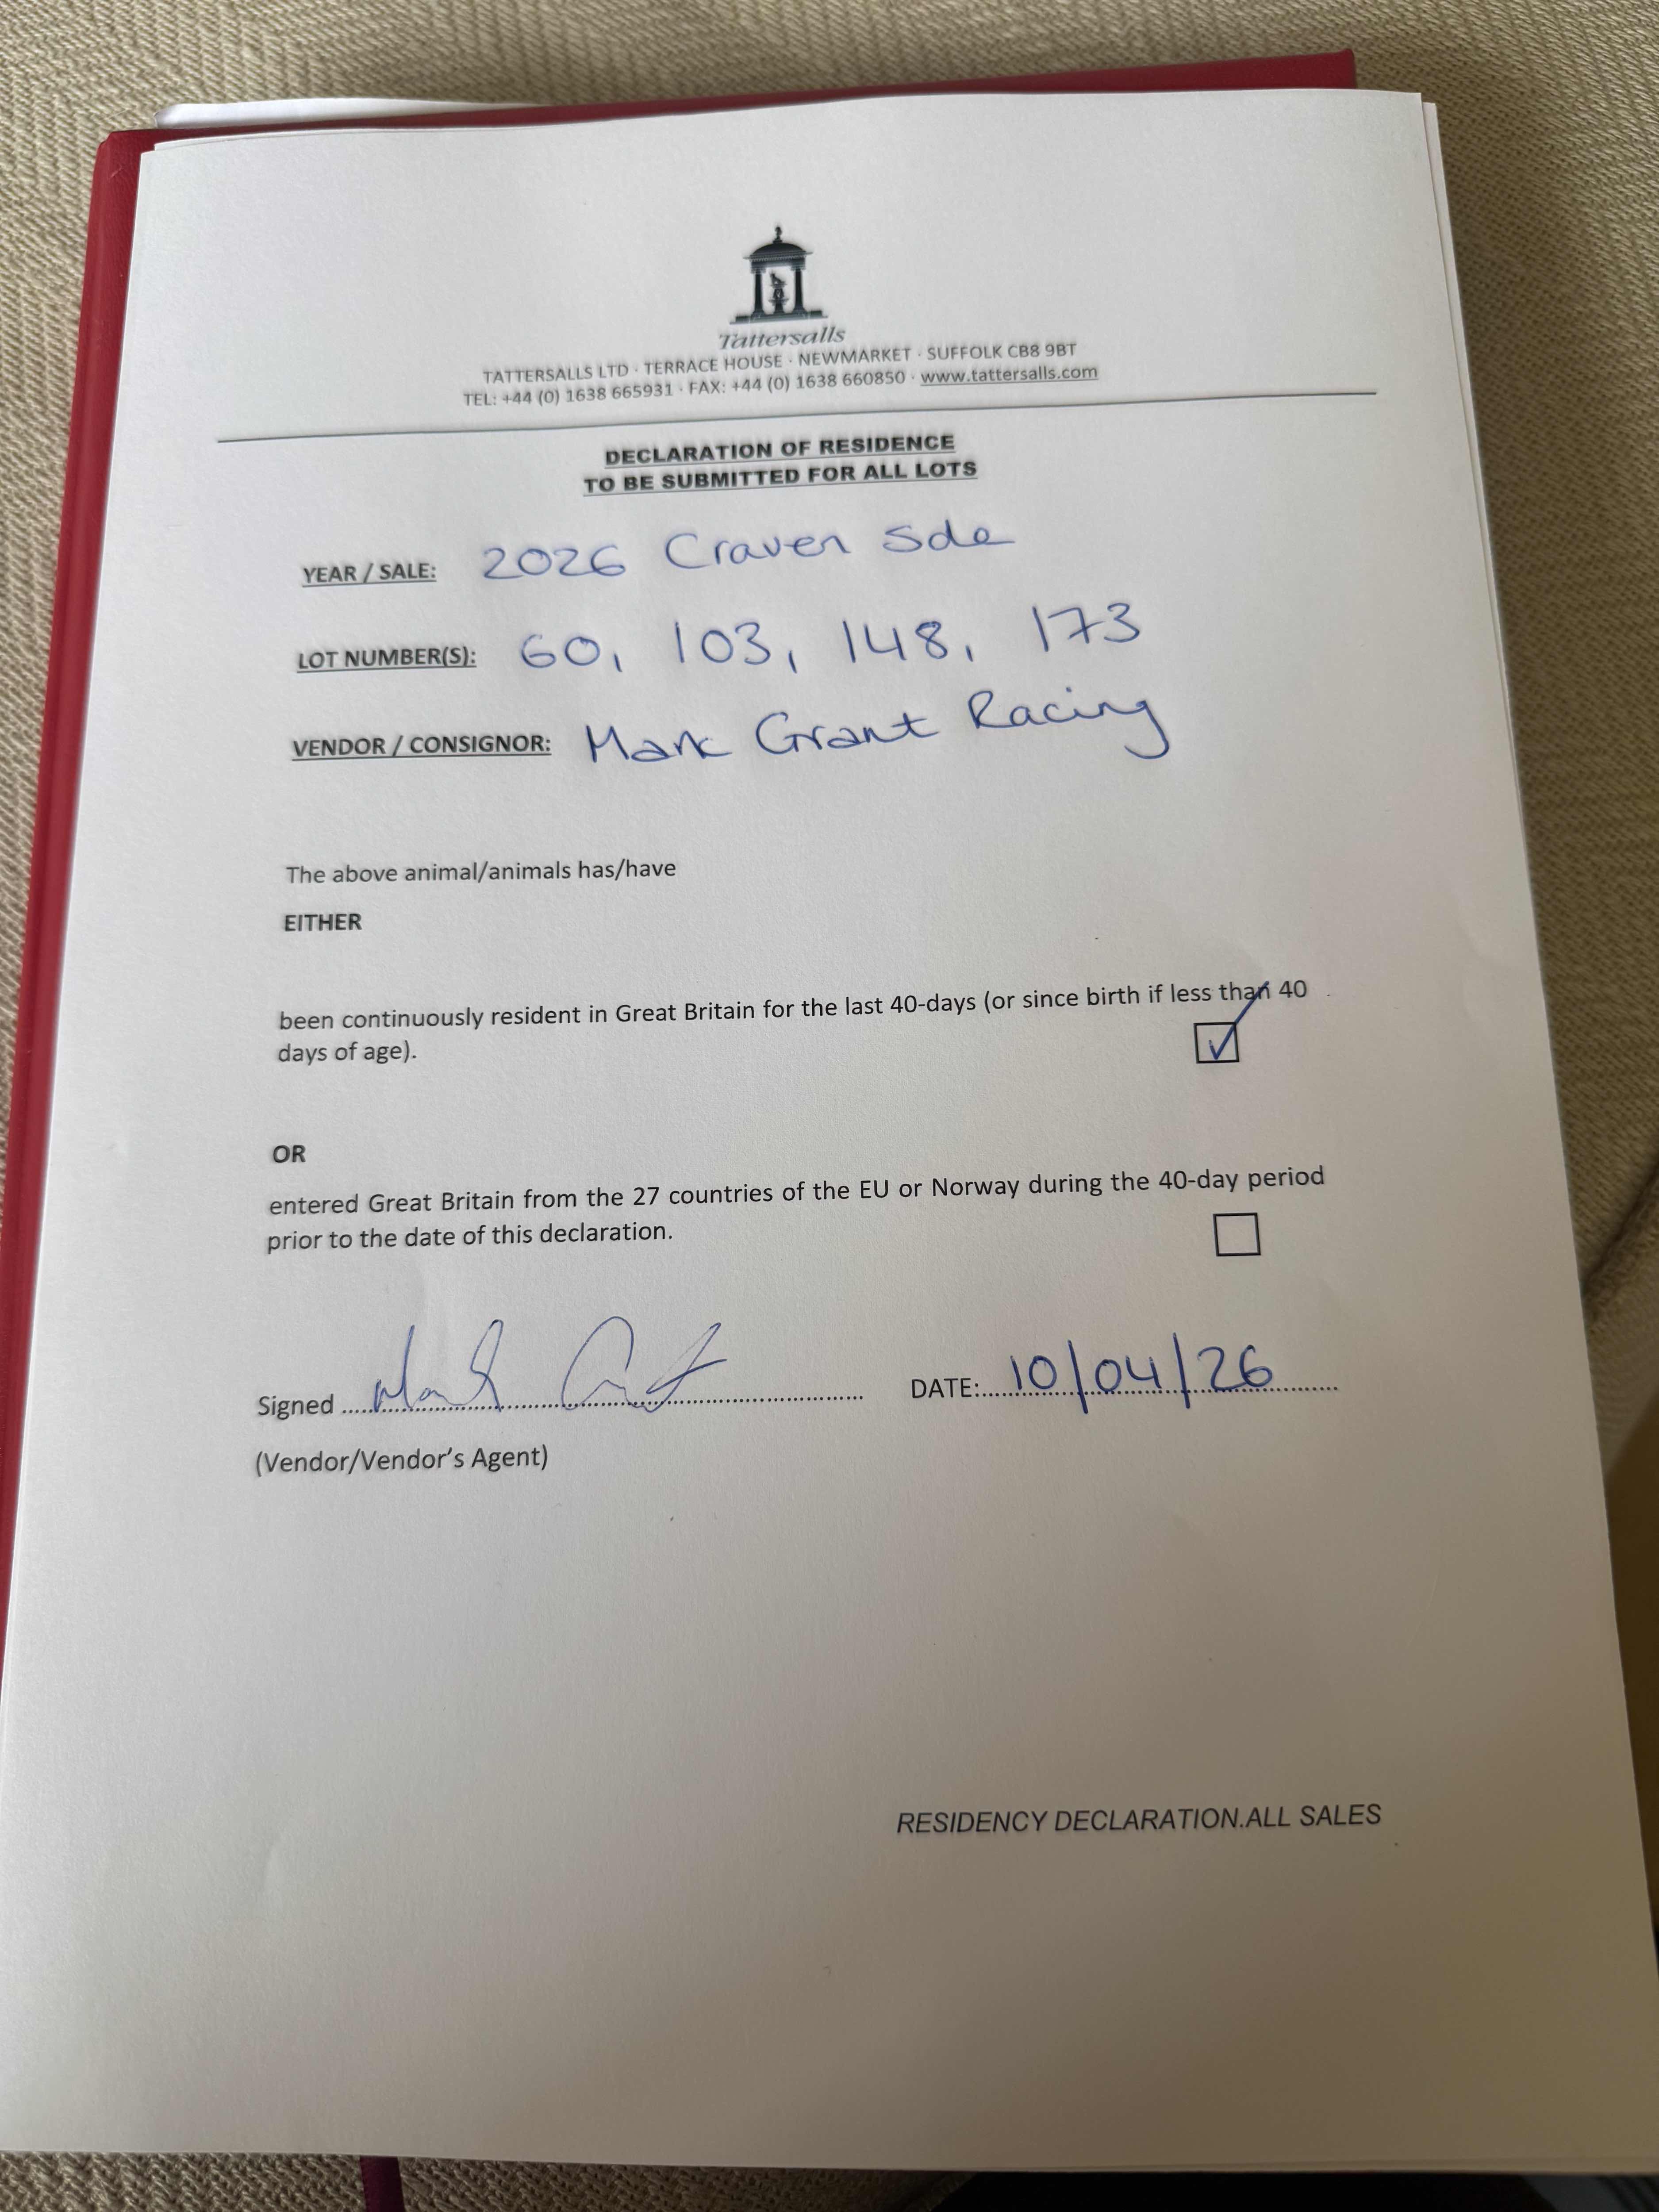 Tattersalls
TATTERSALLS LTD · TERRACE HOUSE · NEWMARKET · SUFFOLK CB8 9BT
TEL: +44 (0) 1638 665931 · FAX: +44 (0) 1638 660850 · www.tattersalls.com
DECLARATION OF RESIDENCE
TO BE SUBMITTED FOR ALL LOTS
YEAR / SALE: 2026 Craven Sale
LOT NUMBER(S): 60, 103, 148, 173
VENDOR / CONSIGNOR: Mark Grant Racing
The above animal/animals has/have
EITHER
been continuously resident in Great Britain for the last 40-days (or since birth if less than 40
days of age). ✓
OR
entered Great Britain from the 27 countries of the EU or Norway during the 40-day period
prior to the date of this declaration.
Signed Mark Grant DATE: 10/04/26
(Vendor/Vendor's Agent)
RESIDENCY DECLARATION.ALL SALES